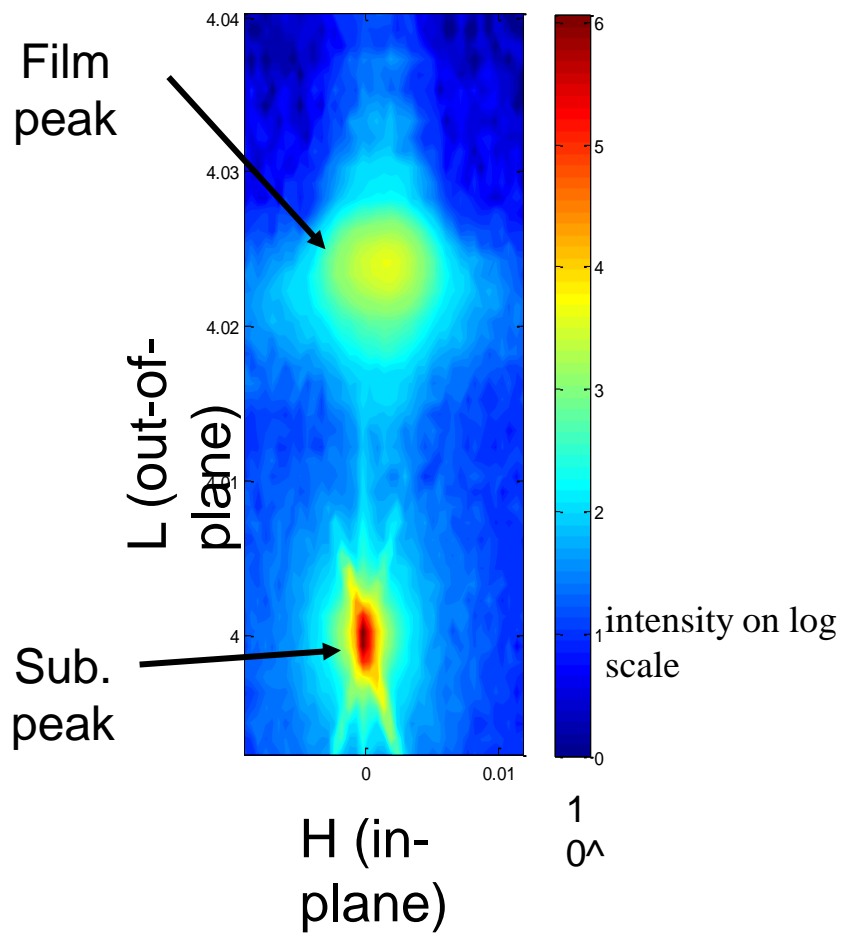 Film
peak
4.04
4.03
4.02
4.01
4
L (out-of-
plane)
Sub.
peak
0
0.01
H (in-
plane)
6
5
4
3
2
1
0
intensity on log
scale
1
0^